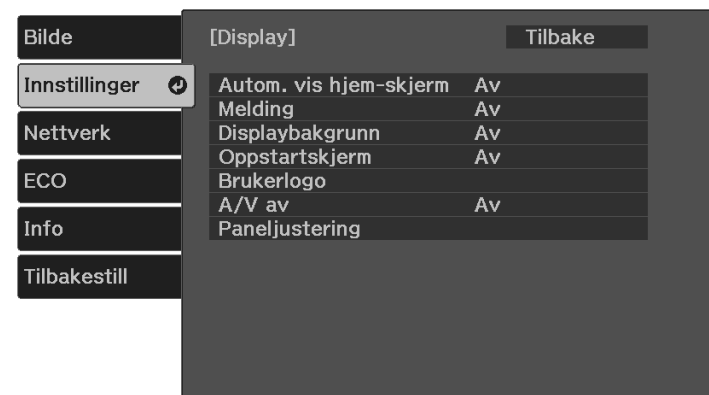 Bilde
Innstillinger
Nettverk
ECO
Info
Tilbakestill
[Display] Tilbake
Autom. vis hjem-skjerm Av
Melding Av
Displaybakgrunn Av
Oppstartskjerm Av
Brukerlogo
A/V av Av
Paneljustering